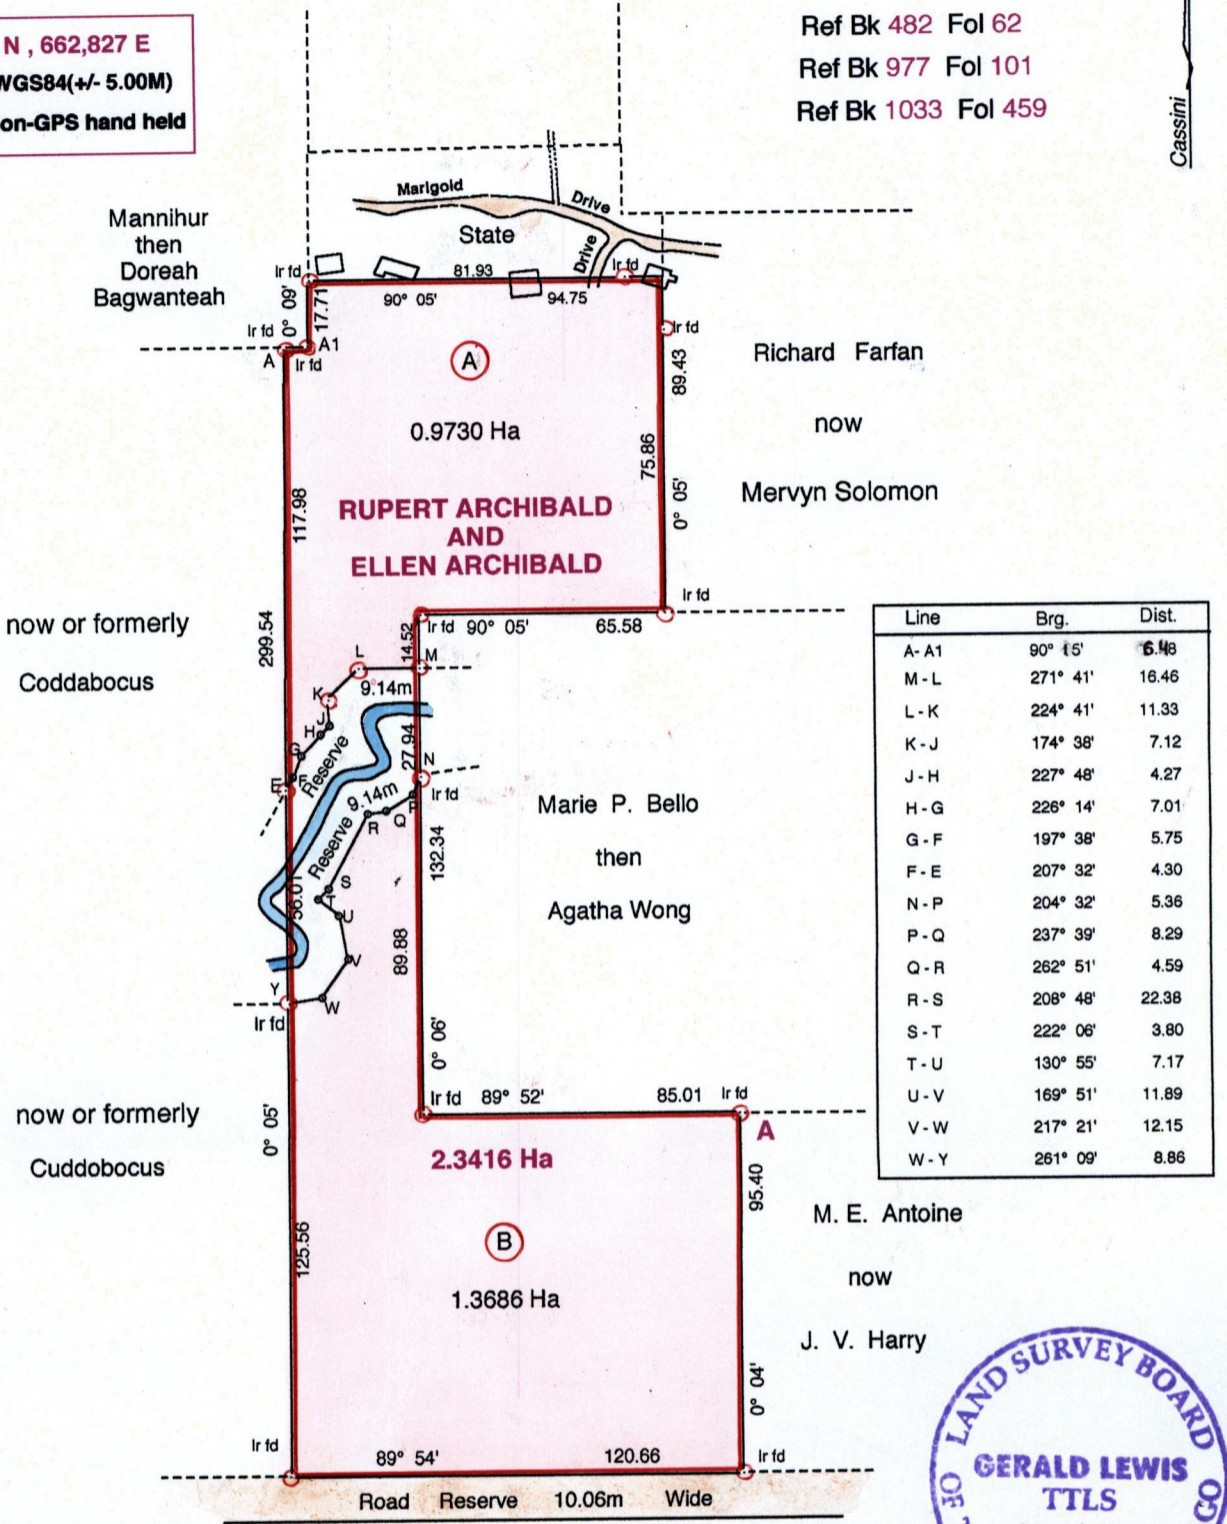 N , 662,827 E
WGS84(+/- 5.00M)
on-GPS hand held
Ref Bk 482 Fol 62
Ref Bk 977 Fol 101
Ref Bk 1033 Fol 459
Cassini
Mannihur
then
Doreah
Bagwanteah
Marigold
Drive
State
Drive
Ir fd
81.93
Ir fd
90° 05'
94.75
0° 09'
17.71
Ir fd
A
A1
Ir fd
Ir fd
A
0.9730 Ha
89.43
75.86
0° 05'
Richard Farfan
now
Mervyn Solomon
117.98
RUPERT ARCHIBALD
AND
ELLEN ARCHIBALD
Ir fd
Ir fd 90° 05' 65.58
299.54
now or formerly
Coddabocus
14.52
M
L
K
9.14m
J
H
G
F
E
Reserve
27.94
N
Ir fd
9.14m
P
Q
R
Reserve
S
T
U
V
W
Y
56.01
Ir fd
132.34
89.88
0° 06'
Marie P. Bello
then
Agatha Wong
Line Brg. Dist.
A-A1 90° 15' 6.48
M-L 271° 41' 16.46
L-K 224° 41' 11.33
K-J 174° 38' 7.12
J-H 227° 48' 4.27
H-G 226° 14' 7.01
G-F 197° 38' 5.75
F-E 207° 32' 4.30
N-P 204° 32' 5.36
P-Q 237° 39' 8.29
Q-R 262° 51' 4.59
R-S 208° 48' 22.38
S-T 222° 06' 3.80
T-U 130° 55' 7.17
U-V 169° 51' 11.89
V-W 217° 21' 12.15
W-Y 261° 09' 8.86
now or formerly
Cuddobocus
0° 05'
125.56
Ir fd 89° 52' 85.01 Ir fd
A
2.3416 Ha
B
1.3686 Ha
95.40
0° 04'
M. E. Antoine
now
J. V. Harry
Ir fd
89° 54' 120.66
Ir fd
Road Reserve 10.06m Wide
OF LAND SURVEY BOARD
GERALD LEWIS
TTLS
GO